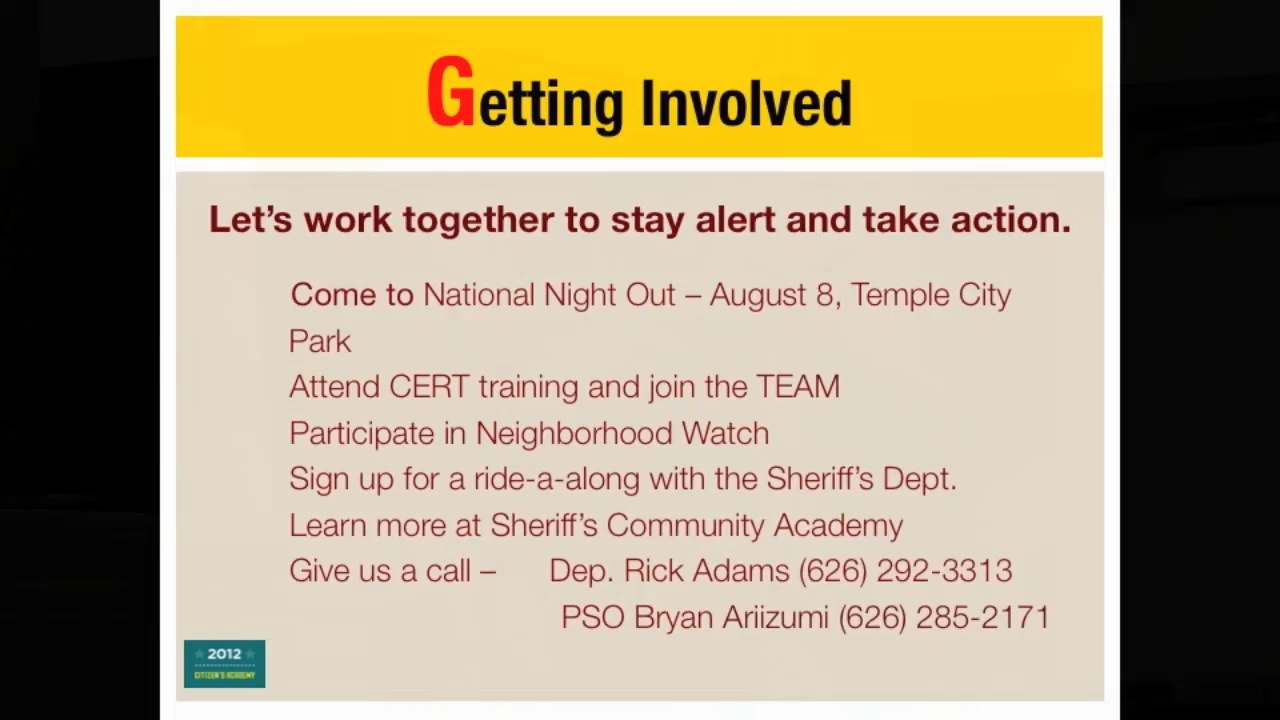 Getting Involved
Let's work together to stay alert and take action.
Come to National Night Out – August 8, Temple City
Park
Attend CERT training and join the TEAM
Participate in Neighborhood Watch
Sign up for a ride-a-along with the Sheriff's Dept.
Learn more at Sheriff's Community Academy
Give us a call – Dep. Rick Adams (626) 292-3313
PSO Bryan Ariizumi (626) 285-2171
2012
CITIZEN'S ACADEMY